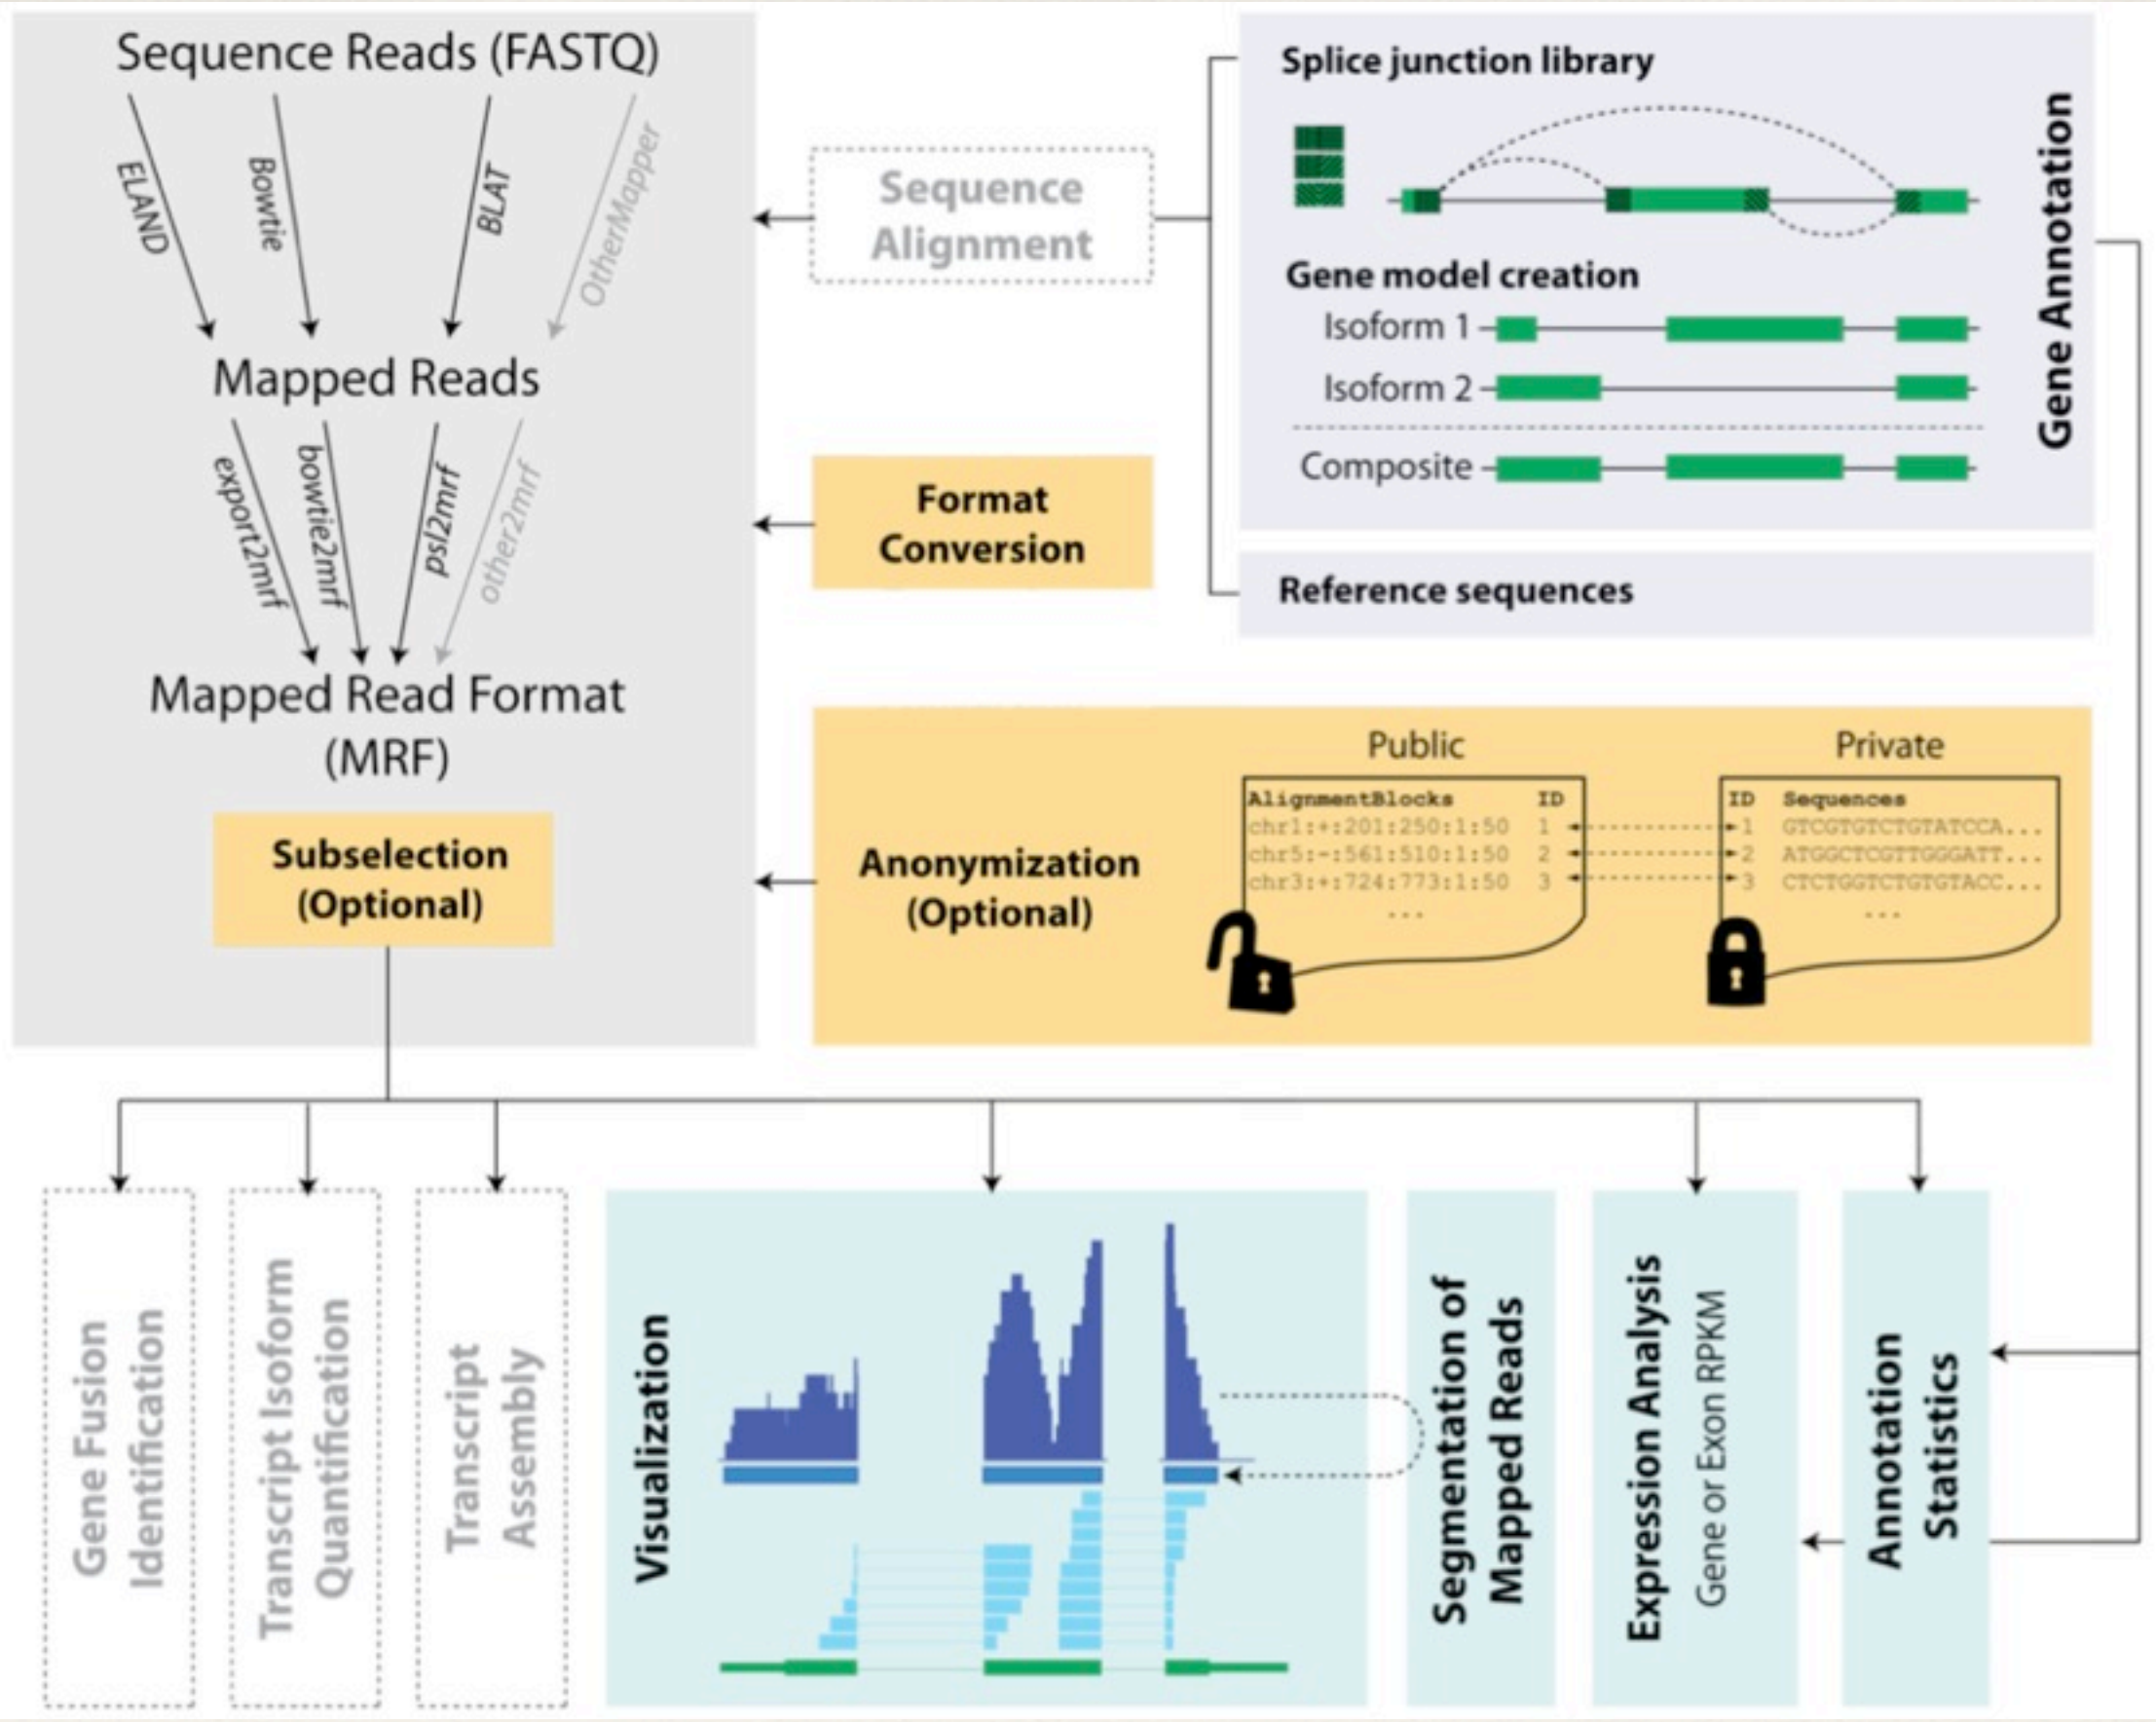 Sequence Reads (FASTQ)
ELAND
Bowtie
BLAT
OtherMapper
Mapped Reads
export2mrf
bowtie2mrf
psl2mrf
other2mrf
Mapped Read Format
(MRF)
Subselection
(Optional)
Sequence
Alignment
Format
Conversion
Splice junction library
Gene model creation
Isoform 1
Isoform 2
Composite
Gene Annotation
Reference sequences
Anonymization
(Optional)
Public
AlignmentBlocks ID
chr1:+:201:250:1:50 1
chr5:-:561:510:1:50 2
chr3:+:724:773:1:50 3
...
Private
ID Sequences
1 GTCGTGTCTGTATCCA...
2 ATGGCTCGTTGGGATT...
3 CTCTGGTCTGTGTACC...
...
Gene Fusion
Identification
Transcript Isoform
Quantification
Transcript
Assembly
Visualization
Segmentation of
Mapped Reads
Expression Analysis
Gene or Exon RPKM
Annotation
Statistics